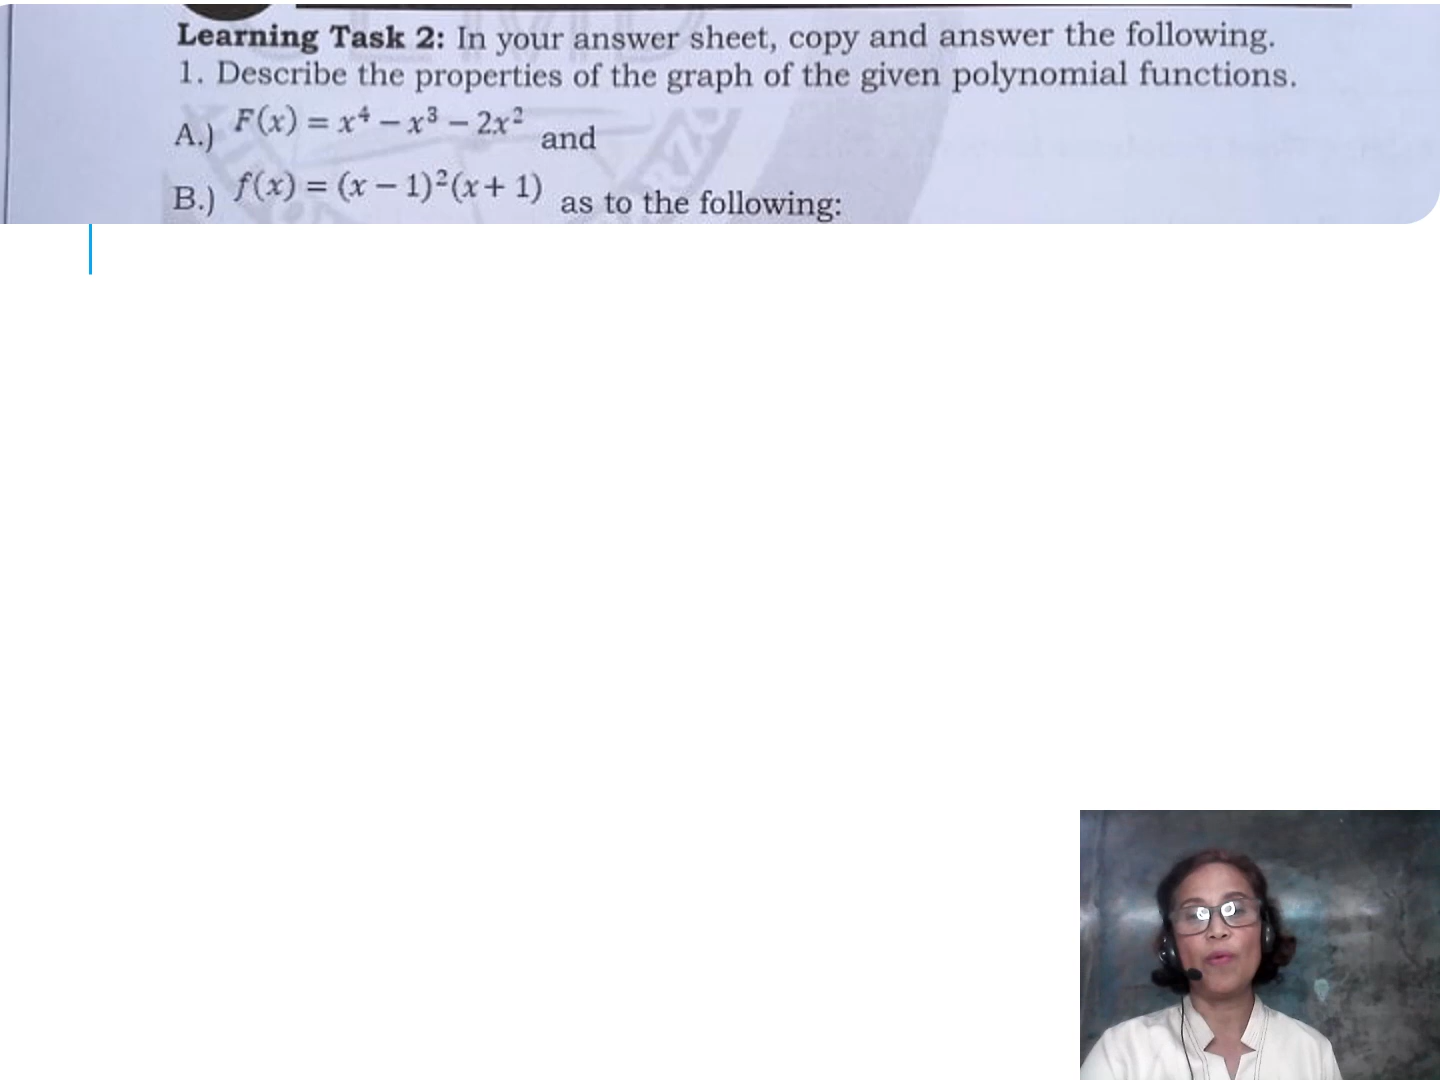 Learning Task 2: In your answer sheet, copy and answer the following.
1. Describe the properties of the graph of the given polynomial functions.
A.) F(x) = x⁴ − x³ − 2x² and
B.) f(x) = (x − 1)²(x + 1) as to the following: